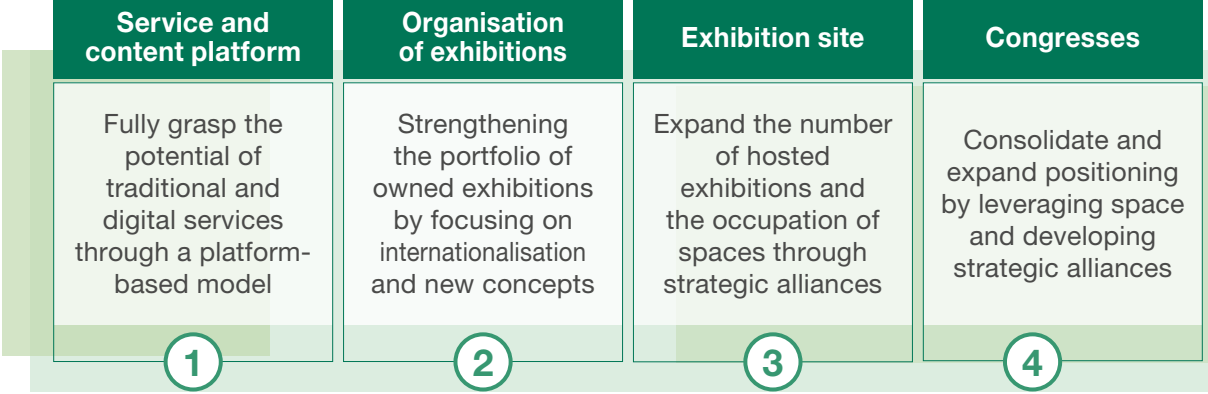 Service and
content platform
Fully grasp the
potential of
traditional and
digital services
through a platform-
based model
1
Organisation
of exhibitions
Strengthening
the portfolio of
owned exhibitions
by focusing on
internationalisation
and new concepts
2
Exhibition site
Expand the number
of hosted
exhibitions and
the occupation of
spaces through
strategic alliances
3
Congresses
Consolidate and
expand positioning
by leveraging space
and developing
strategic alliances
4